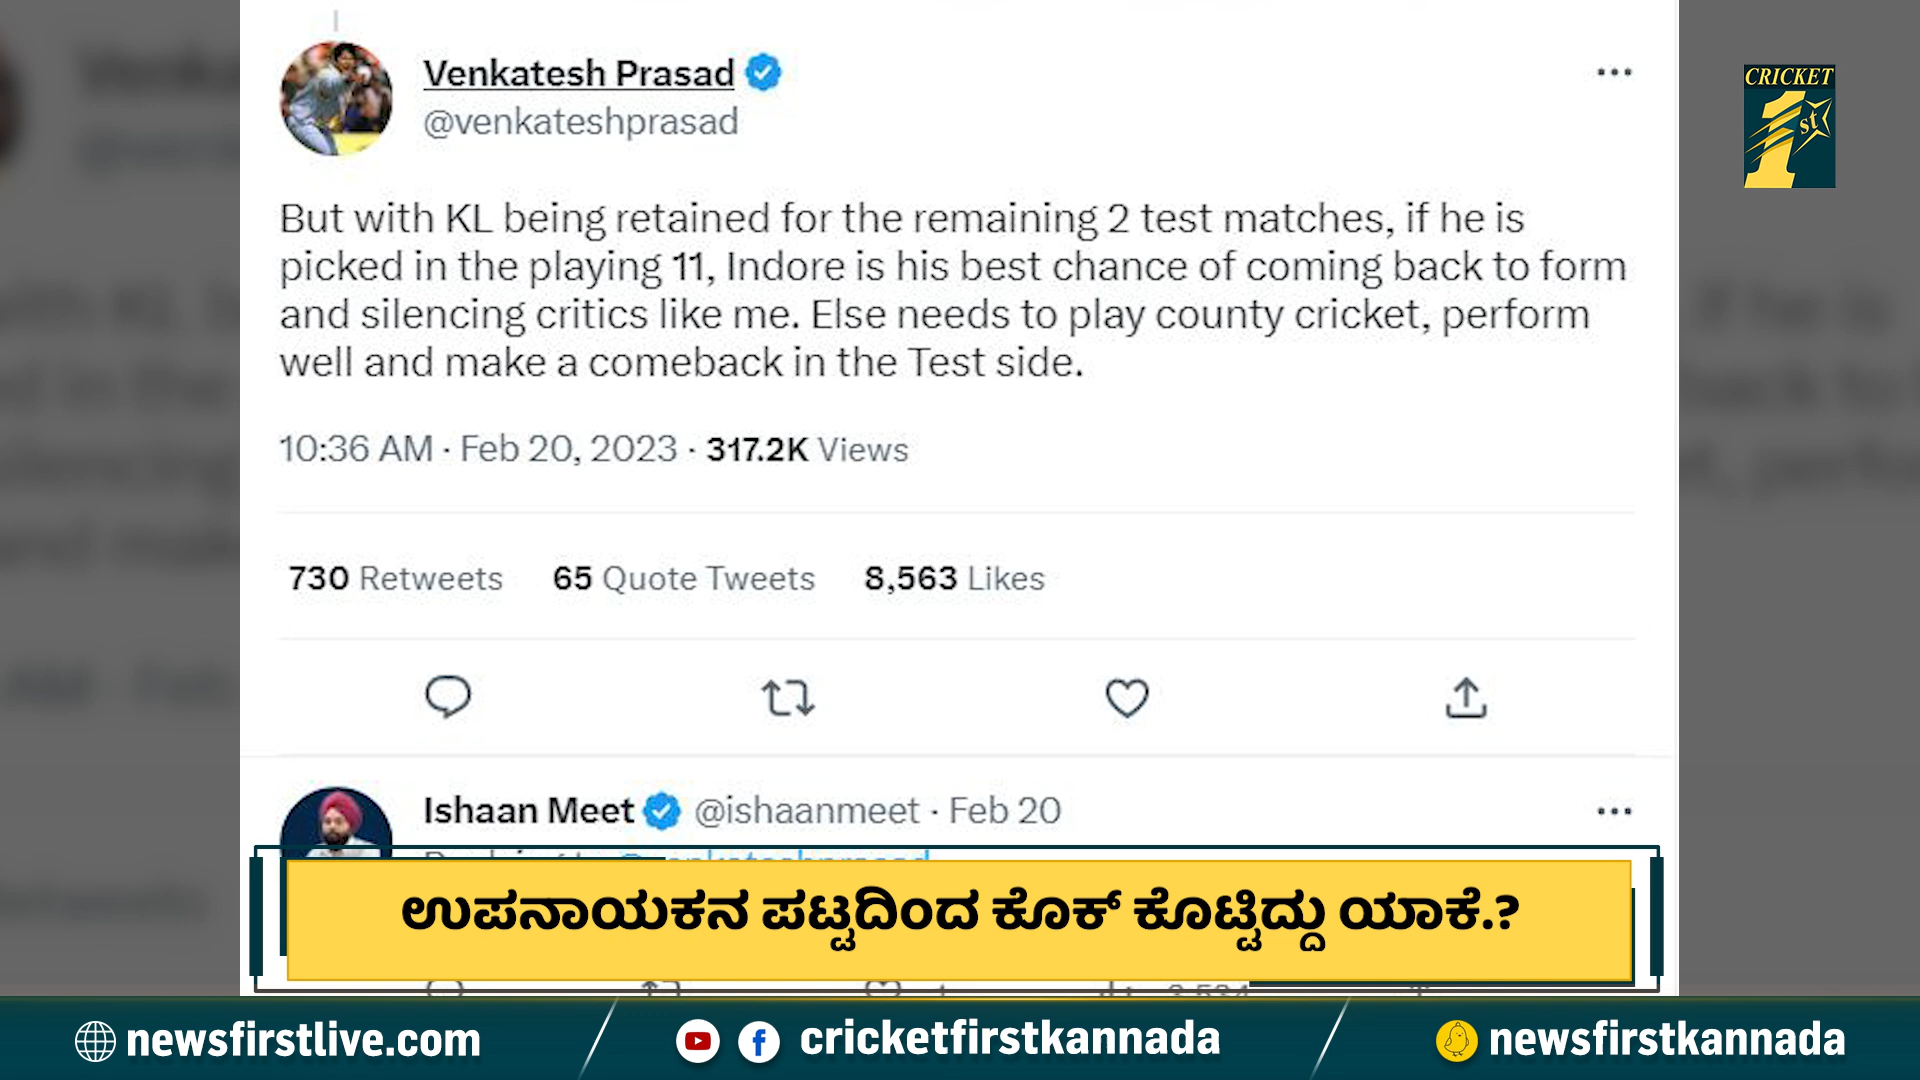 Venkatesh Prasad
@venkateshprasad
CRICKET
1st
But with KL being retained for the remaining 2 test matches, if he is
picked in the playing 11, Indore is his best chance of coming back to form
and silencing critics like me. Else needs to play county cricket, perform
well and make a comeback in the Test side.
10:36 AM · Feb 20, 2023 · 317.2K Views
730 Retweets 65 Quote Tweets 8,563 Likes
Ishaan Meet @ishaanmeet · Feb 20
ಉಪನಾಯಕನ ಪಟ್ಟದಿಂದ ಕೊಕ್ ಕೊಟ್ಟಿದ್ದು ಯಾಕೆ.?
newsfirstlive.com cricketfirstkannada newsfirstkannada